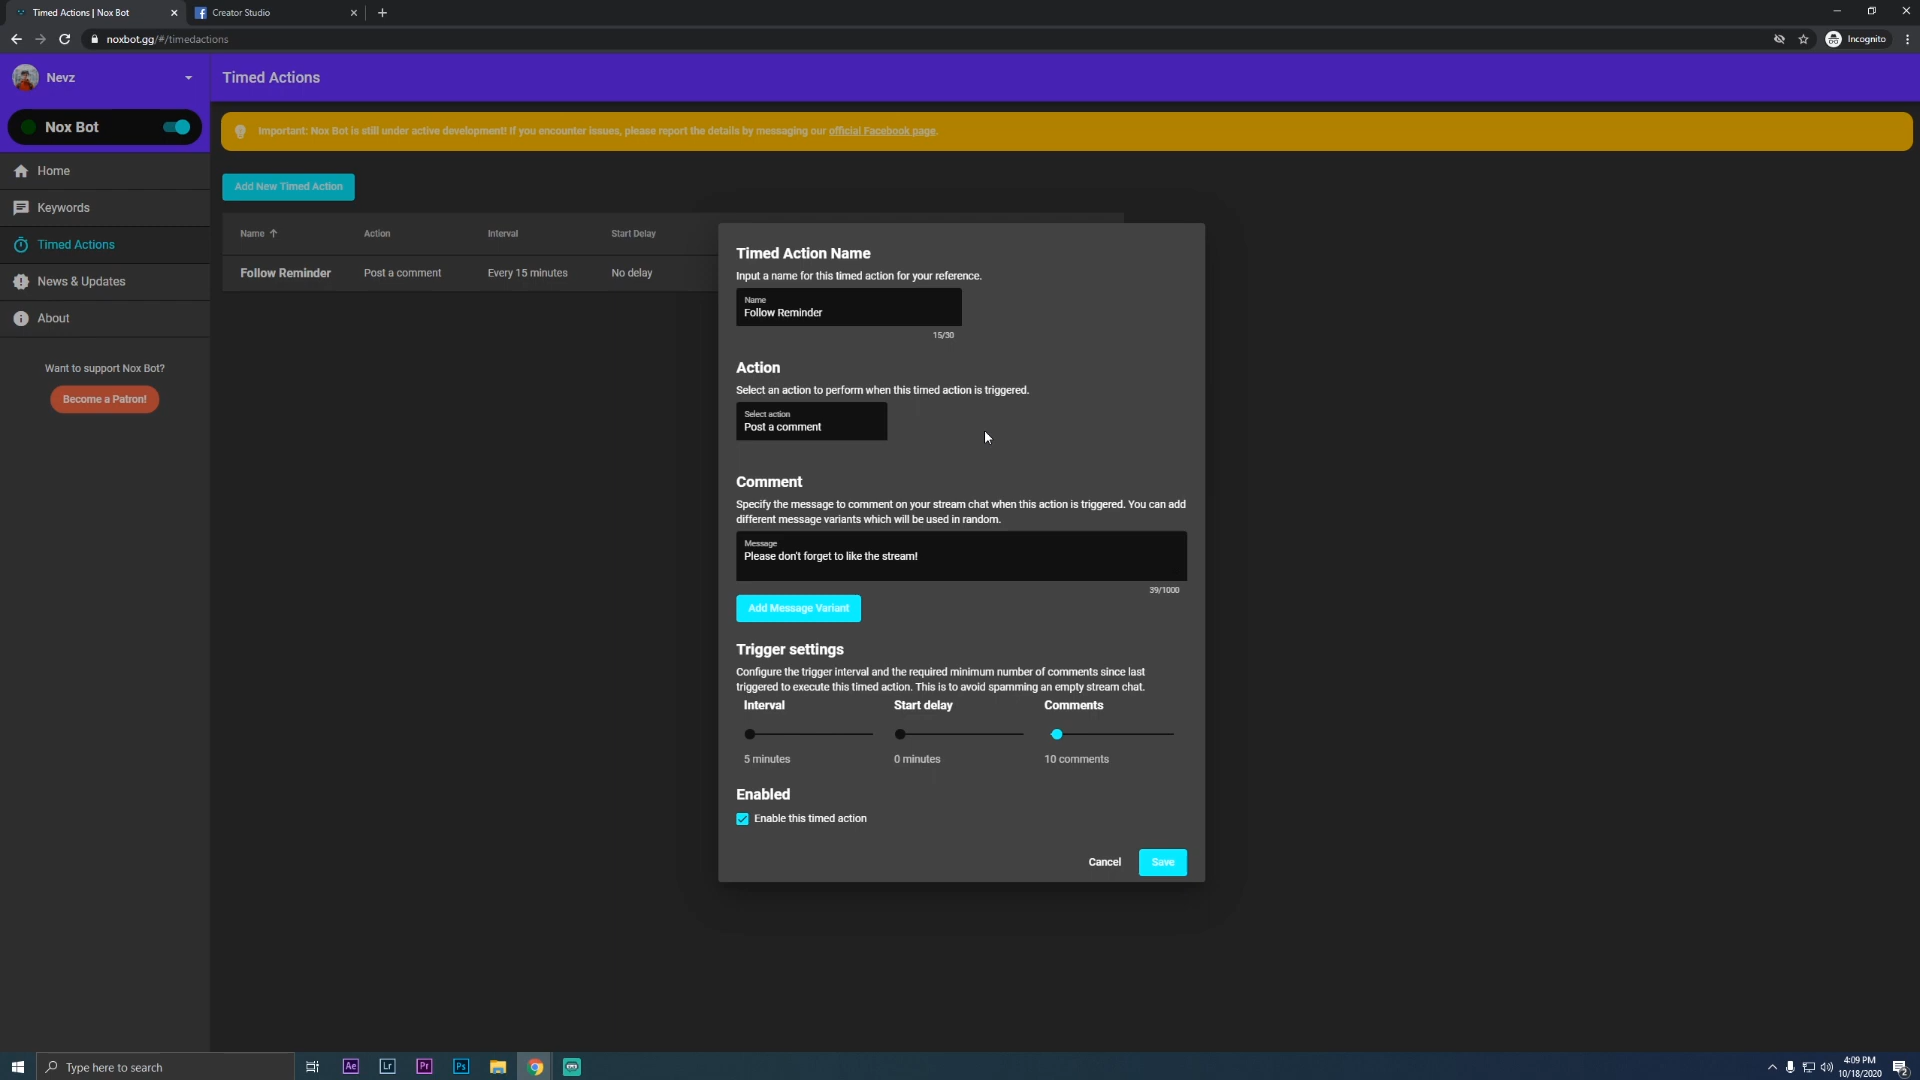 Timed Actions | Nox Bot
Creator Studio
noxbot.gg/#/timedactions
Incognito
Nevz
Timed Actions
Nox Bot
Important: Nox Bot is still under active development! If you encounter issues, please report the details by messaging our official Facebook page.
Home
Keywords
Timed Actions
News & Updates
About
Want to support Nox Bot?
Become a Patron!
Add New Timed Action
Name
Action
Interval
Start Delay
Follow Reminder
Post a comment
Every 15 minutes
No delay
Timed Action Name
Input a name for this timed action for your reference.
Name
Follow Reminder
15/30
Action
Select an action to perform when this timed action is triggered.
Select action
Post a comment
Comment
Specify the message to comment on your stream chat when this action is triggered. You can add
different message variants which will be used in random.
Message
Please don't forget to like the stream!
39/1000
Add Message Variant
Trigger settings
Configure the trigger interval and the required minimum number of comments since last
triggered to execute this timed action. This is to avoid spamming an empty stream chat.
Interval
Start delay
Comments
5 minutes
0 minutes
10 comments
Enabled
Enable this timed action
Cancel
Save
Type here to search
Ae
Lr
Pr
Ps
4:09 PM
10/18/2020
2